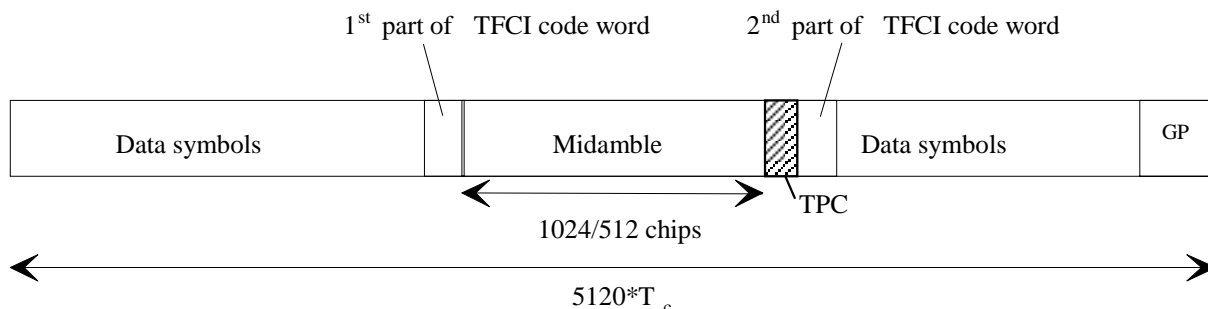 1st part of TFCI code word 2nd part of TFCI code word
Data symbols Midamble Data symbols GP
TPC
1024/512 chips
5120*T c